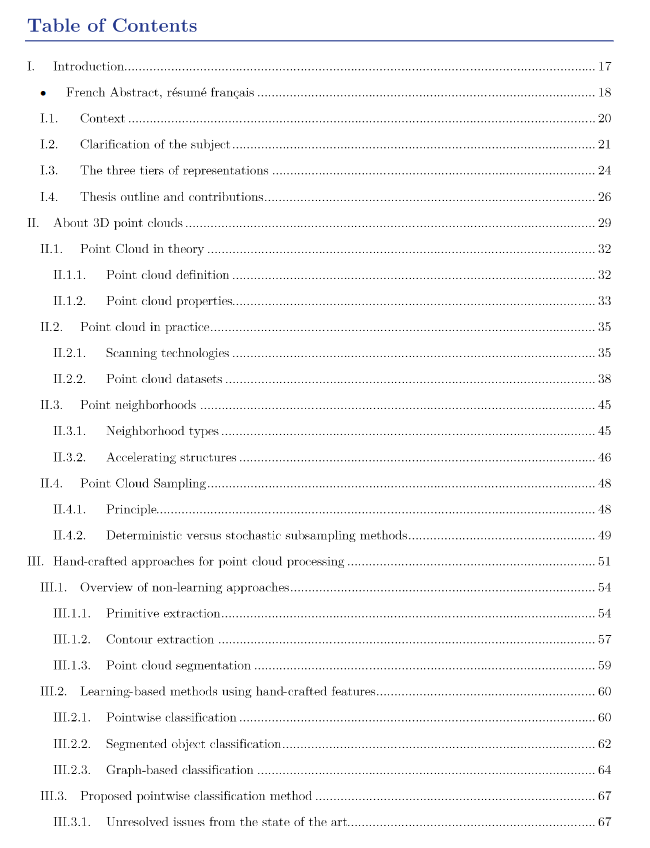 Table of Contents
I. Introduction 17
• French Abstract, résumé français 18
I.1. Context 20
I.2. Clarification of the subject 21
I.3. The three tiers of representations 24
I.4. Thesis outline and contributions 26
II. About 3D point clouds 29
II.1. Point Cloud in theory 32
II.1.1. Point cloud definition 32
II.1.2. Point cloud properties 33
II.2. Point cloud in practice 35
II.2.1. Scanning technologies 35
II.2.2. Point cloud datasets 38
II.3. Point neighborhoods 45
II.3.1. Neighborhood types 45
II.3.2. Accelerating structures 46
II.4. Point Cloud Sampling 48
II.4.1. Principle 48
II.4.2. Deterministic versus stochastic subsampling methods 49
III. Hand-crafted approaches for point cloud processing 51
III.1. Overview of non-learning approaches 54
III.1.1. Primitive extraction 54
III.1.2. Contour extraction 57
III.1.3. Point cloud segmentation 59
III.2. Learning-based methods using hand-crafted features 60
III.2.1. Pointwise classification 60
III.2.2. Segmented object classification 62
III.2.3. Graph-based classification 64
III.3. Proposed pointwise classification method 67
III.3.1. Unresolved issues from the state of the art 67